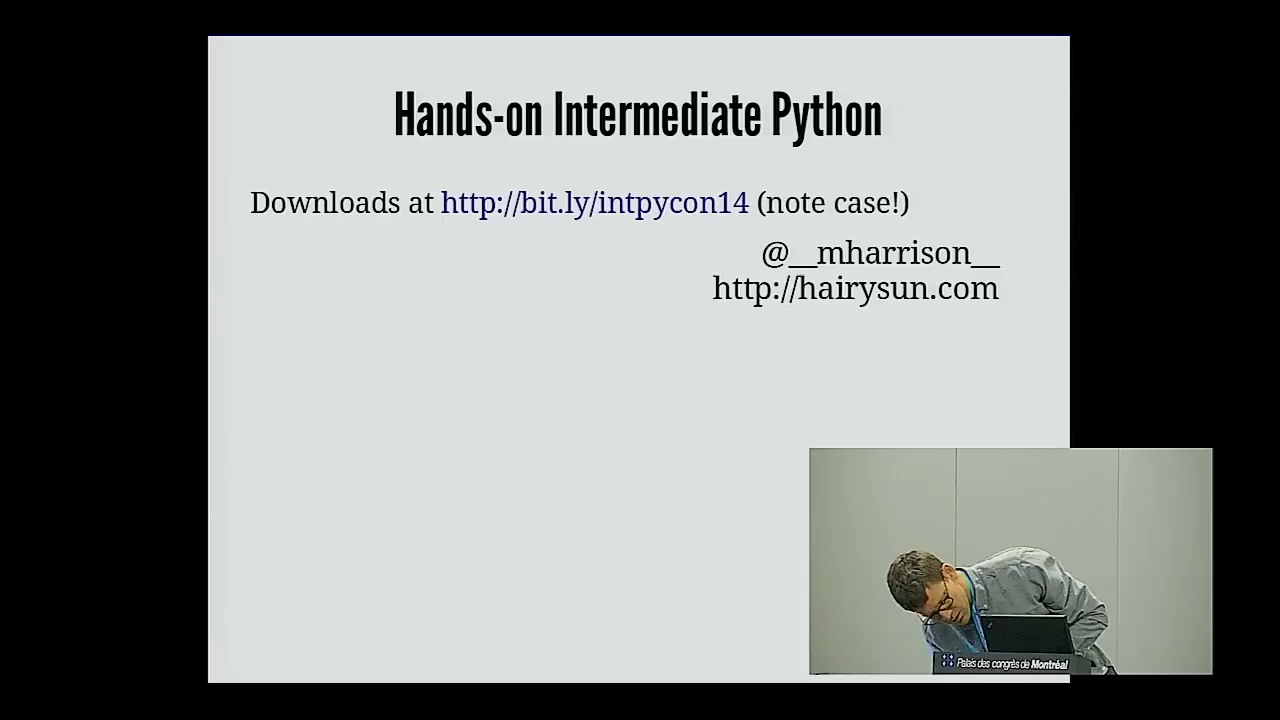 Hands-on Intermediate Python
Downloads at http://bit.ly/intpycon14 (note case!)
@__mharrison__
http://hairysun.com
Palais des congrès de Montréal